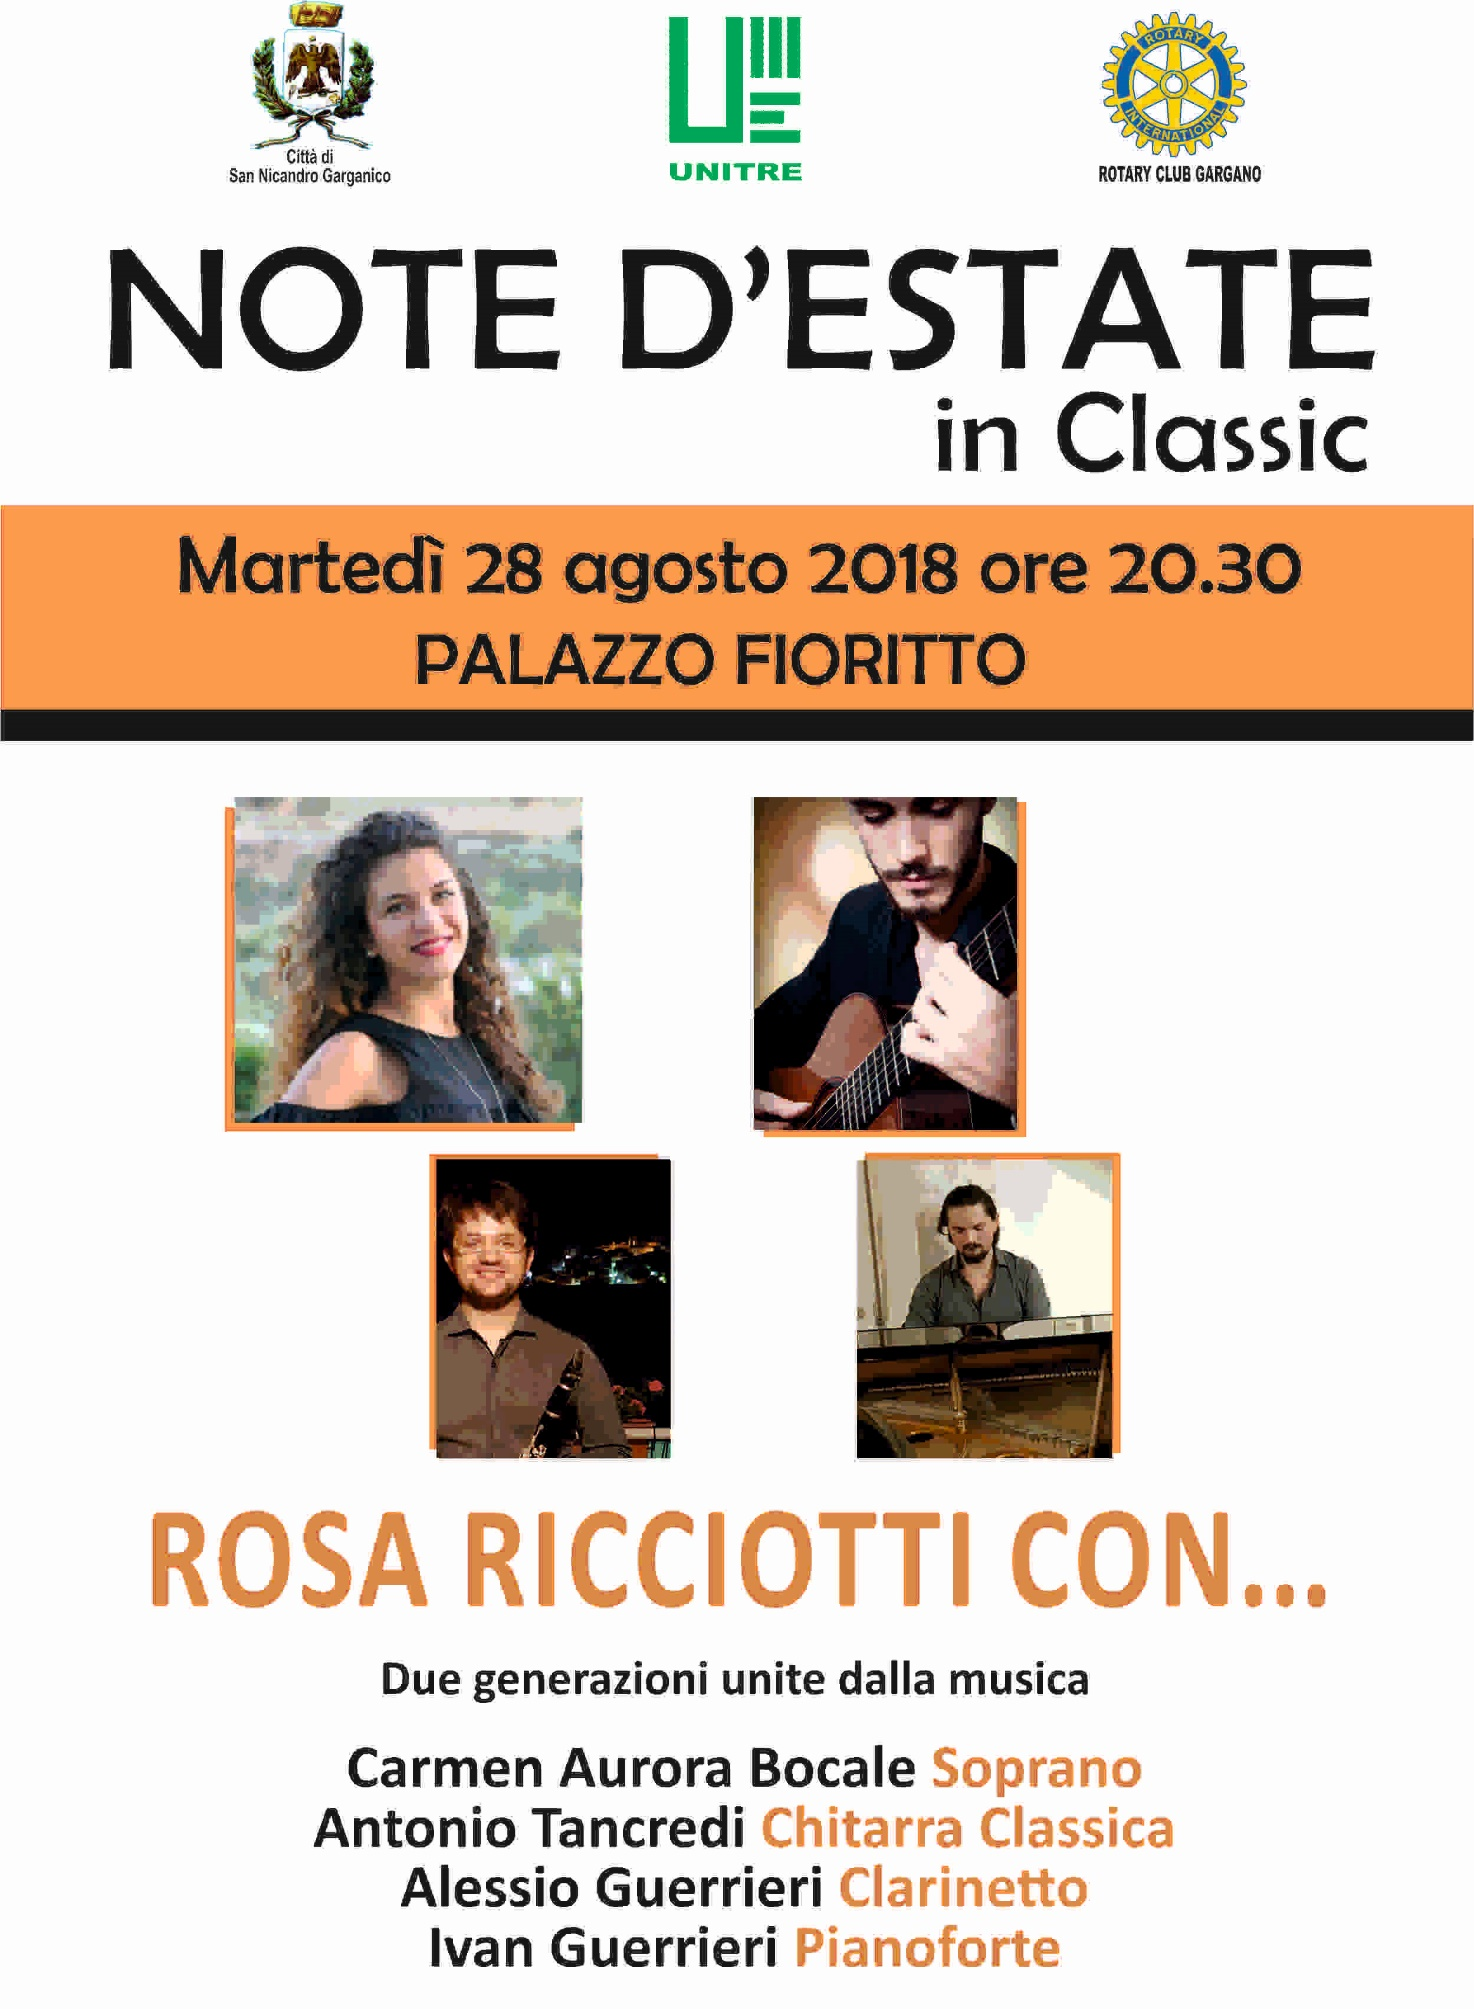 Città di
San Nicandro Garganico
UNITRE
ROTARY
INTERNATIONAL
ROTARY CLUB GARGANO
NOTE D'ESTATE
in Classic
Martedì 28 agosto 2018 ore 20.30
PALAZZO FIORITTO
ROSA RICCIOTTI CON...
Due generazioni unite dalla musica
Carmen Aurora Bocale Soprano
Antonio Tancredi Chitarra Classica
Alessio Guerrieri Clarinetto
Ivan Guerrieri Pianoforte